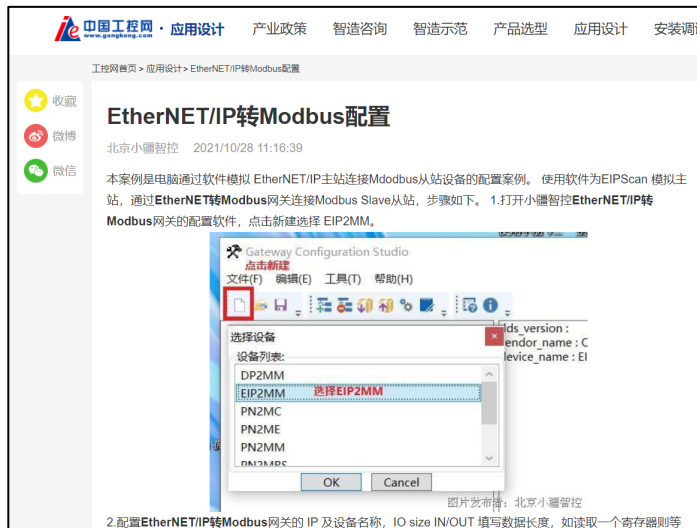 中国工控网 · 应用设计 产业政策 智造咨询 智造示范 产品选型 应用设计 安装调
www.gongkong.com
工控网首页 > 应用设计 > EtherNET/IP转Modbus配置
收藏
微博
微信
EtherNET/IP转Modbus配置
北京小疆智控 2021/10/28 11:16:39
本案例是电脑通过软件模拟 EtherNET/IP主站连接Mdodbus从站设备的配置案例。 使用软件为EIPScan 模拟主
站，通过EtherNET转Modbus网关连接Modbus Slave从站，步骤如下。 1.打开小疆智控EtherNET/IP转
Modbus网关的配置软件，点击新建选择 EIP2MM。
Gateway Configuration Studio
点击新建
文件(F) 编辑(E) 工具(T) 帮助(H)
选择设备
dds_version :
设备列表:
endor_name : C
device_name : EI
DP2MM
EIP2MM 选择EIP2MM
PN2MC
PN2ME
PN2MM
PN2MRS
OK Cancel
图片发布者：北京小疆智控
2.配置EtherNET/IP转Modbus网关的 IP 及设备名称，IO size IN/OUT 填写数据长度，如读取一个寄存器则等